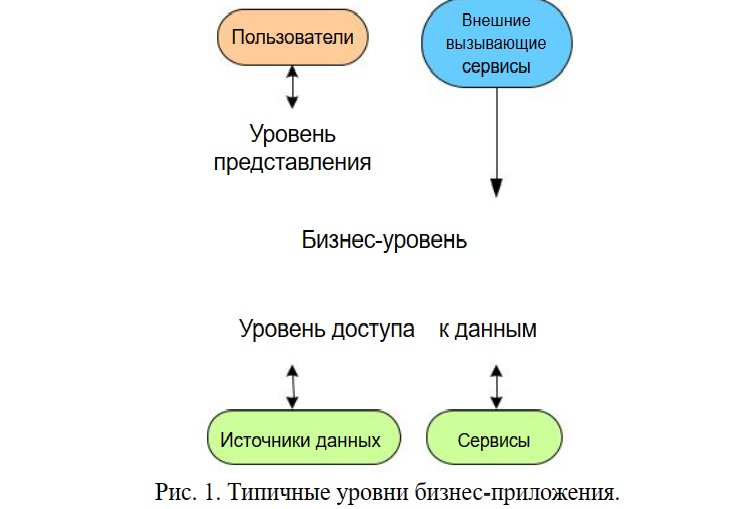 Пользователи
Внешние
вызывающие
сервисы
Уровень
представления
Бизнес-уровень
Уровень доступа к данным
Источники данных
Сервисы
Рис. 1. Типичные уровни бизнес-приложения.